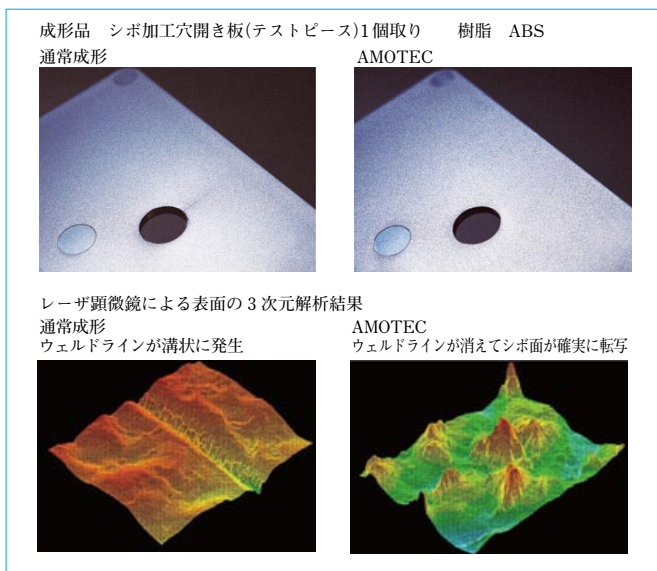 成形品　シボ加工穴開き板(テストピース)1個取り　　樹脂　ABS
通常成形
AMOTEC
レーザ顕微鏡による表面の3次元解析結果
通常成形
ウェルドラインが溝状に発生
AMOTEC
ウェルドラインが消えてシボ面が確実に転写